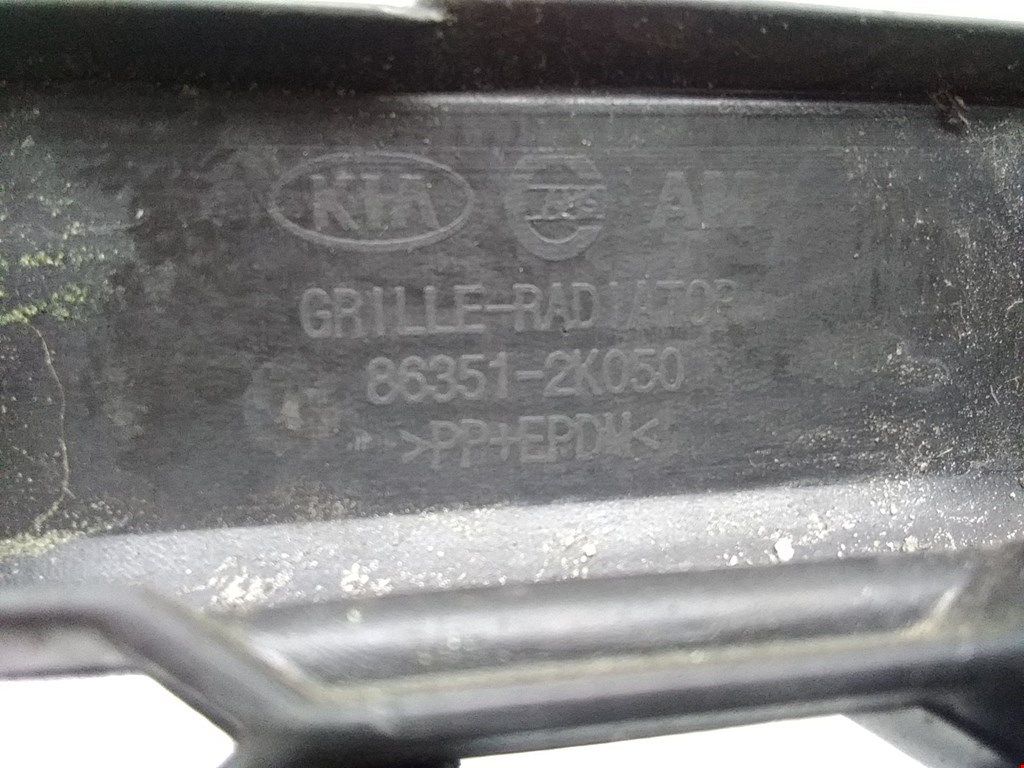 KIA AM
GRILLE-RADIATOR
86351-2K050
>PP+EPDM<